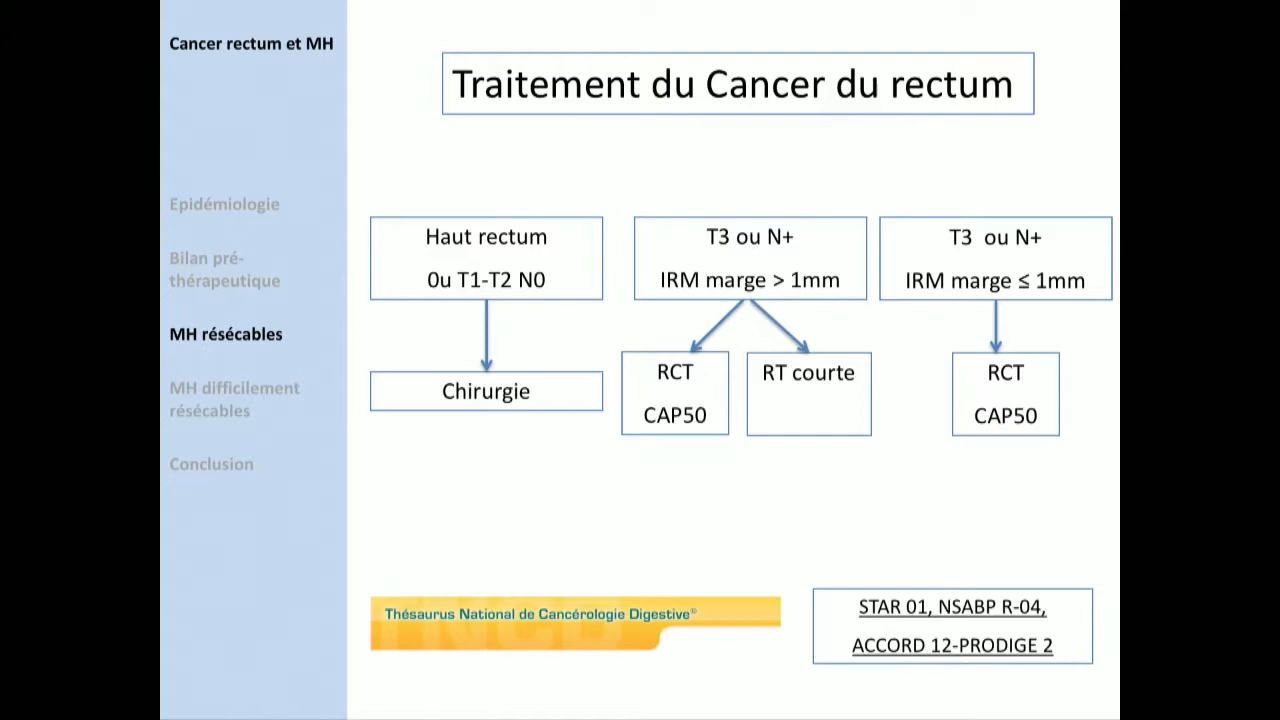 Cancer rectum et MH
Epidémiologie
Bilan pré-
thérapeutique
MH résécables
MH difficilement
résécables
Conclusion
Traitement du Cancer du rectum
Haut rectum
0u T1-T2 N0
T3 ou N+
IRM marge > 1mm
T3 ou N+
IRM marge ≤ 1mm
Chirurgie
RCT
CAP50
RT courte
RCT
CAP50
Thésaurus National de Cancérologie Digestive®
STAR 01, NSABP R-04,
ACCORD 12-PRODIGE 2